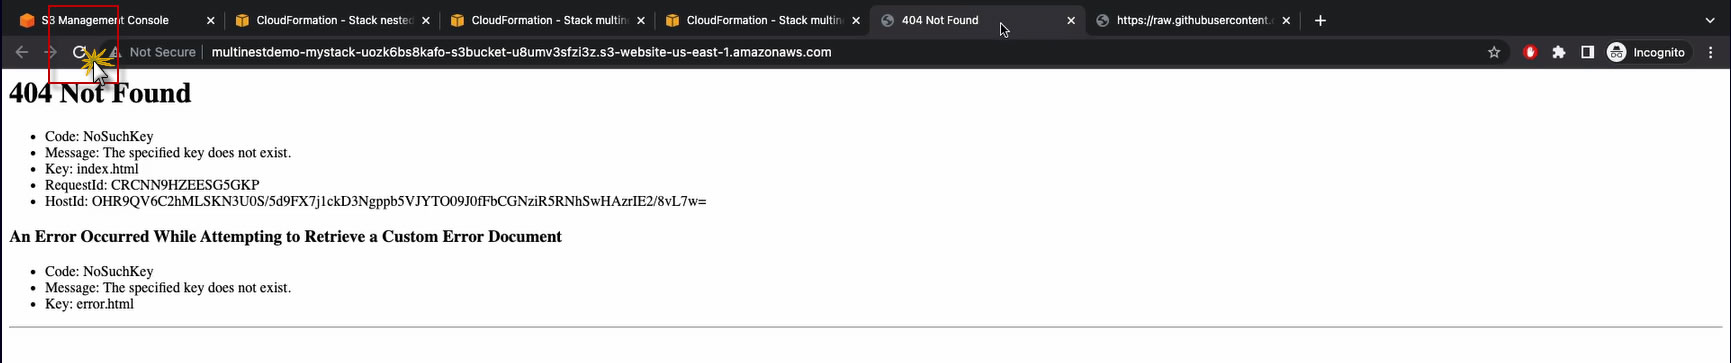 S3 Management Console
CloudFormation - Stack nested
CloudFormation - Stack multin
CloudFormation - Stack multin
404 Not Found
https://raw.githubusercontent.
Not Secure
multinestdemo-mystack-uozk6bs8kafo-s3bucket-u8umv3sfzi3z.s3-website-us-east-1.amazonaws.com
Incognito
404 Not Found
Code: NoSuchKey
Message: The specified key does not exist.
Key: index.html
RequestId: CRCNN9HZEESG5GKP
HostId: OHR9QV6C2hMLSKN3U0S/5d9FX7j1ckD3Ngppb5VJYTO09J0fFbCGNziR5RNhSwHAzrIE2/8vL7w=
An Error Occurred While Attempting to Retrieve a Custom Error Document
Code: NoSuchKey
Message: The specified key does not exist.
Key: error.html